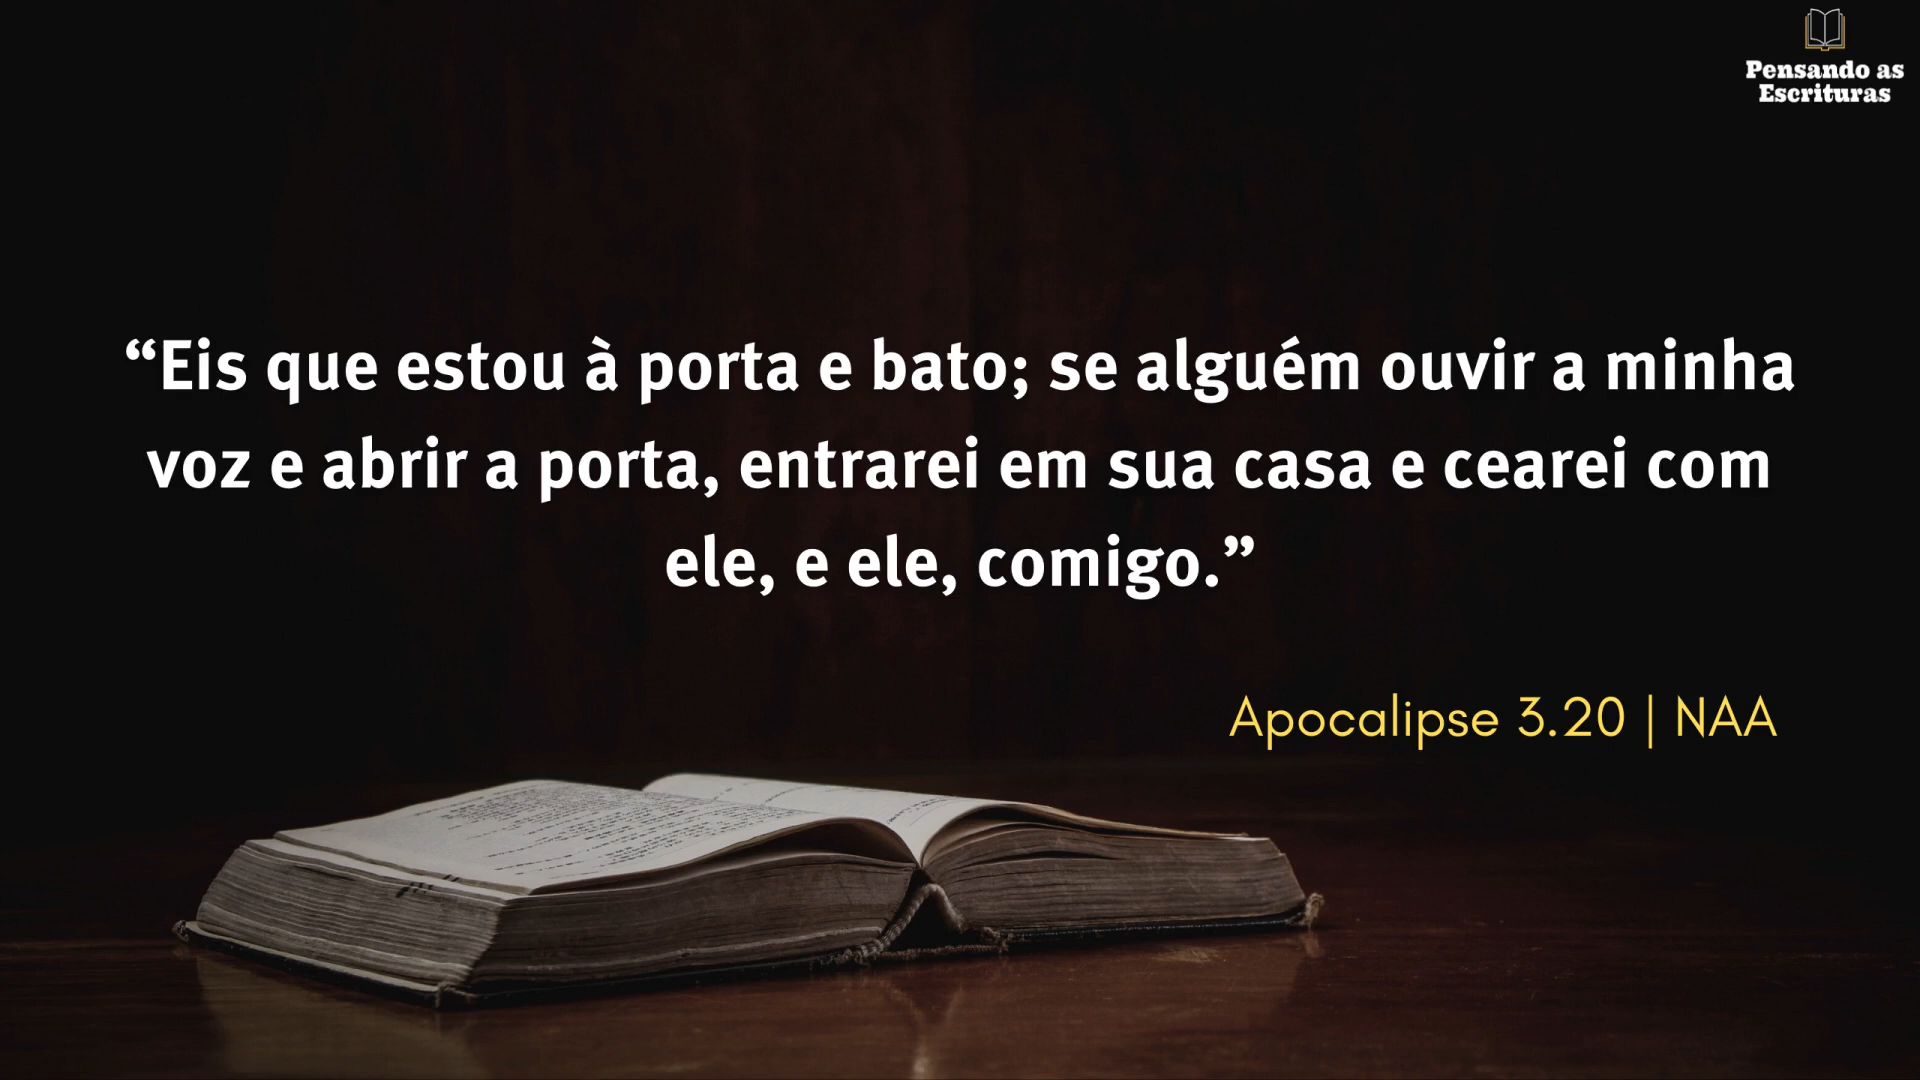 Pensando as
Escrituras
“Eis que estou à porta e bato; se alguém ouvir a minha
voz e abrir a porta, entrarei em sua casa e cearei com
ele, e ele, comigo.”
Apocalipse 3.20 | NAA